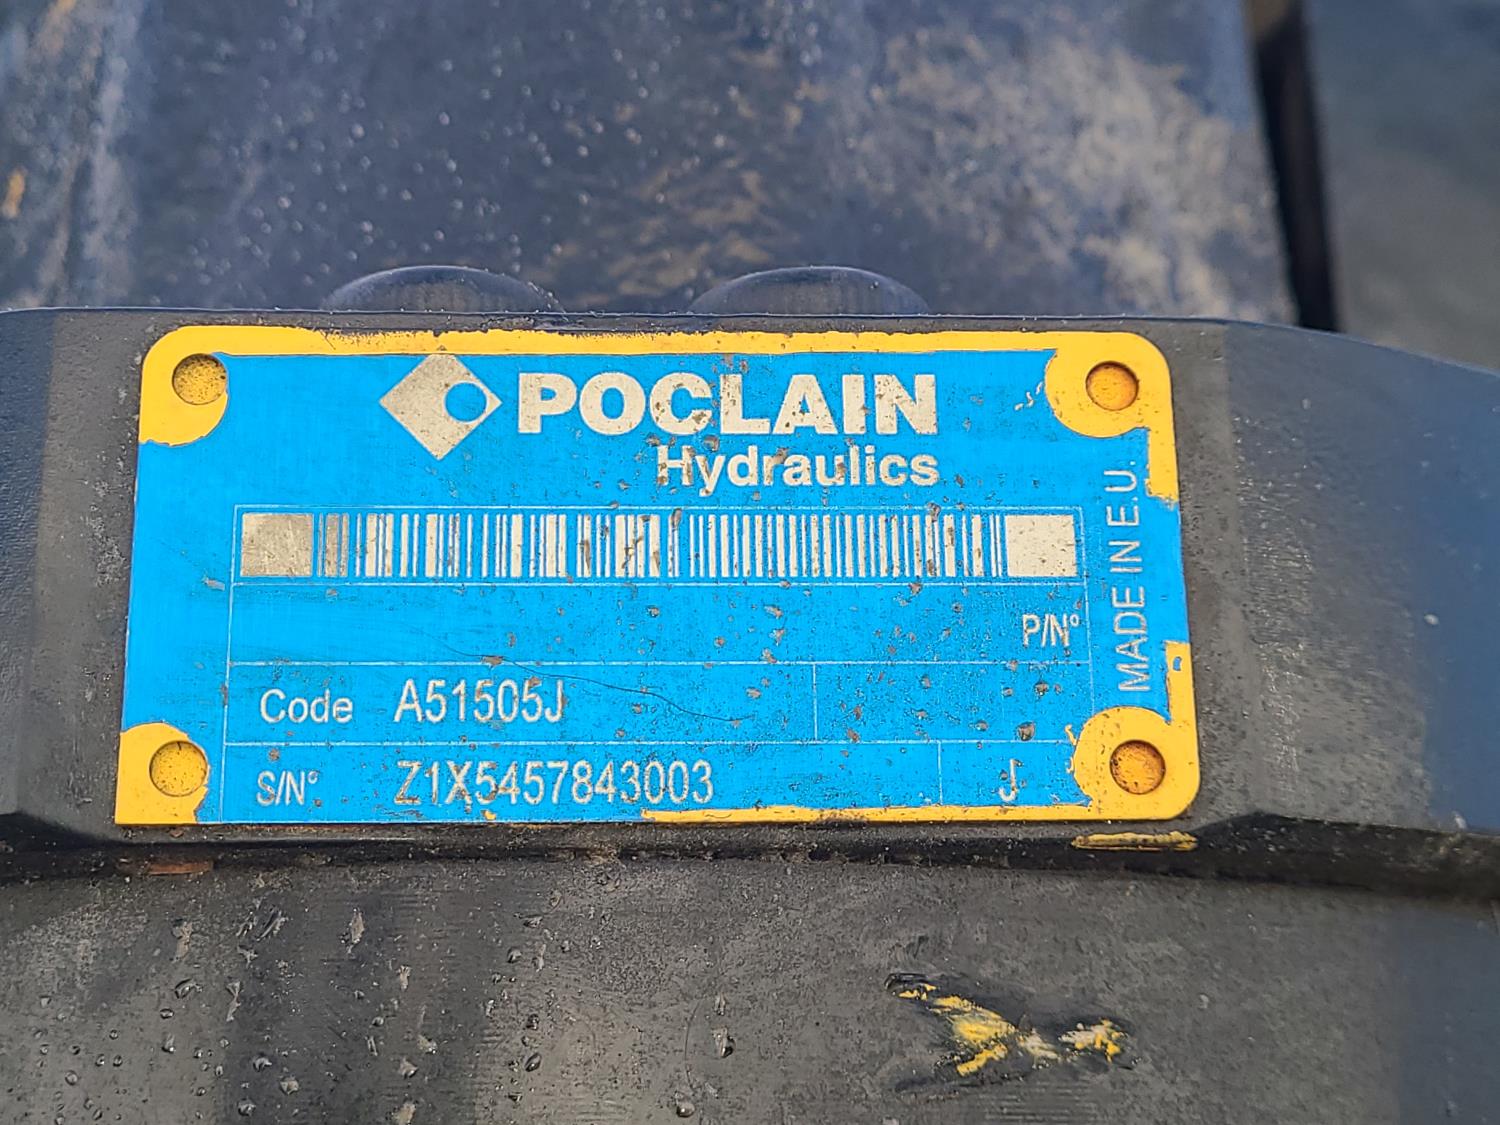 POCLAIN
Hydraulics
P/N°
Code A51505J
S/N° Z1X5457843003 J
MADE IN E.U.